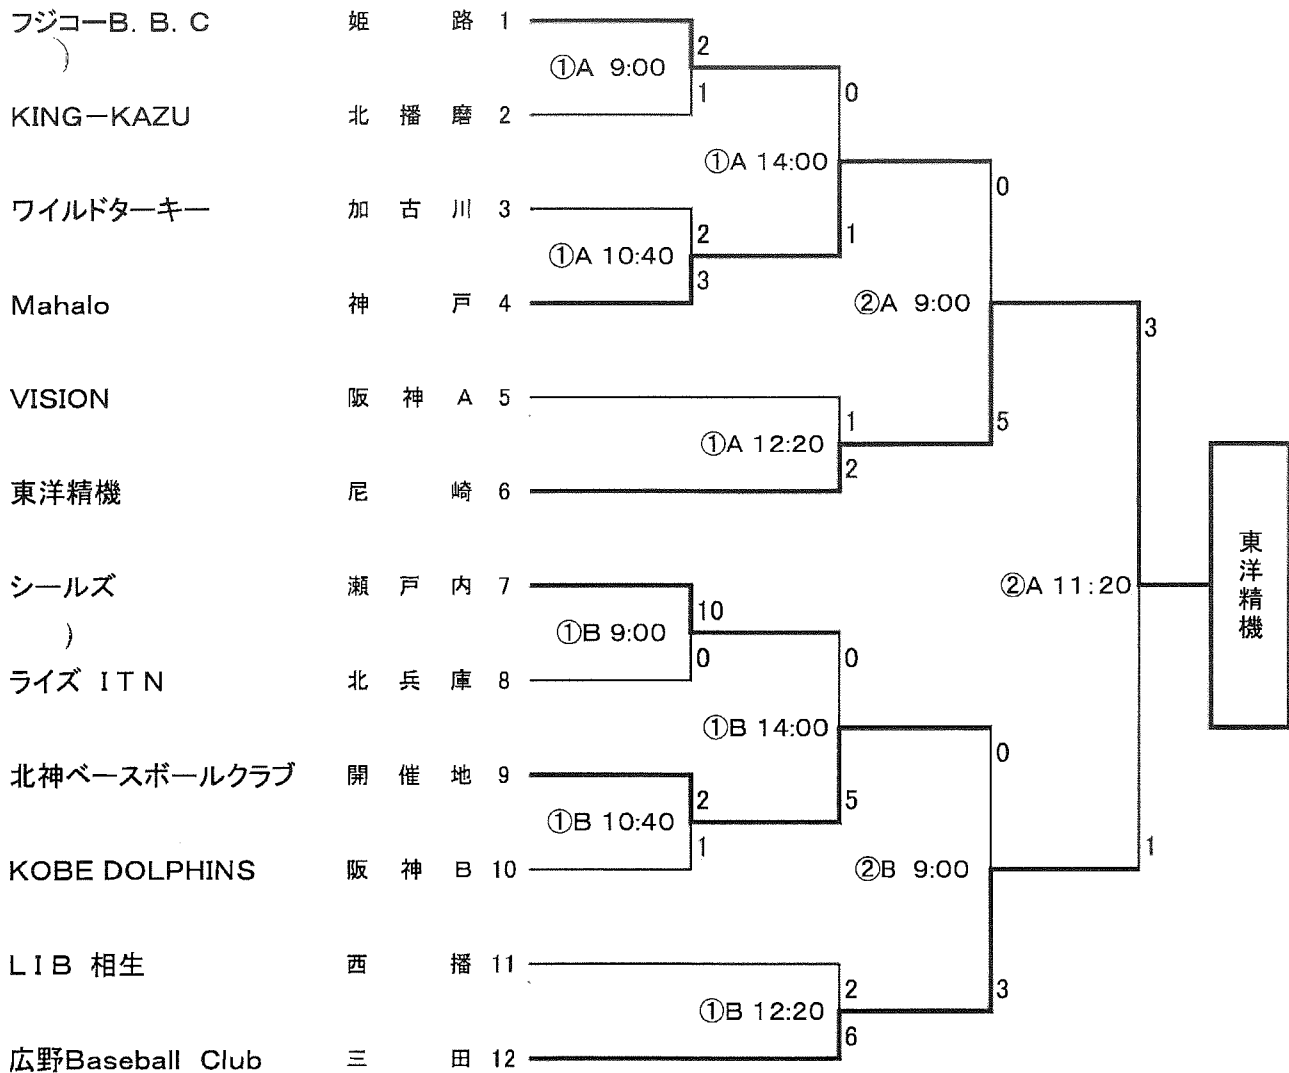 フジコーB．B．C 姫路 1
2
①A 9:00
1
0
KING－KAZU 北播磨 2
①A 14:00
0
ワイルドターキー 加古川 3
2
1
①A 10:40
3
Mahalo 神戸 4
②A 9:00
3
VISION 阪神A 5
1
5
①A 12:20
2
東洋精機 尼崎 6
東洋精機
シールズ 瀬戸内 7
②A 11:20
10
①B 9:00
0
0
ライズ ITN 北兵庫 8
①B 14:00
0
北神ベースボールクラブ 開催地 9
2
5
①B 10:40
1
1
KOBE DOLPHINS 阪神B 10
②B 9:00
LIB 相生 西播 11
2
3
①B 12:20
6
広野Baseball Club 三田 12